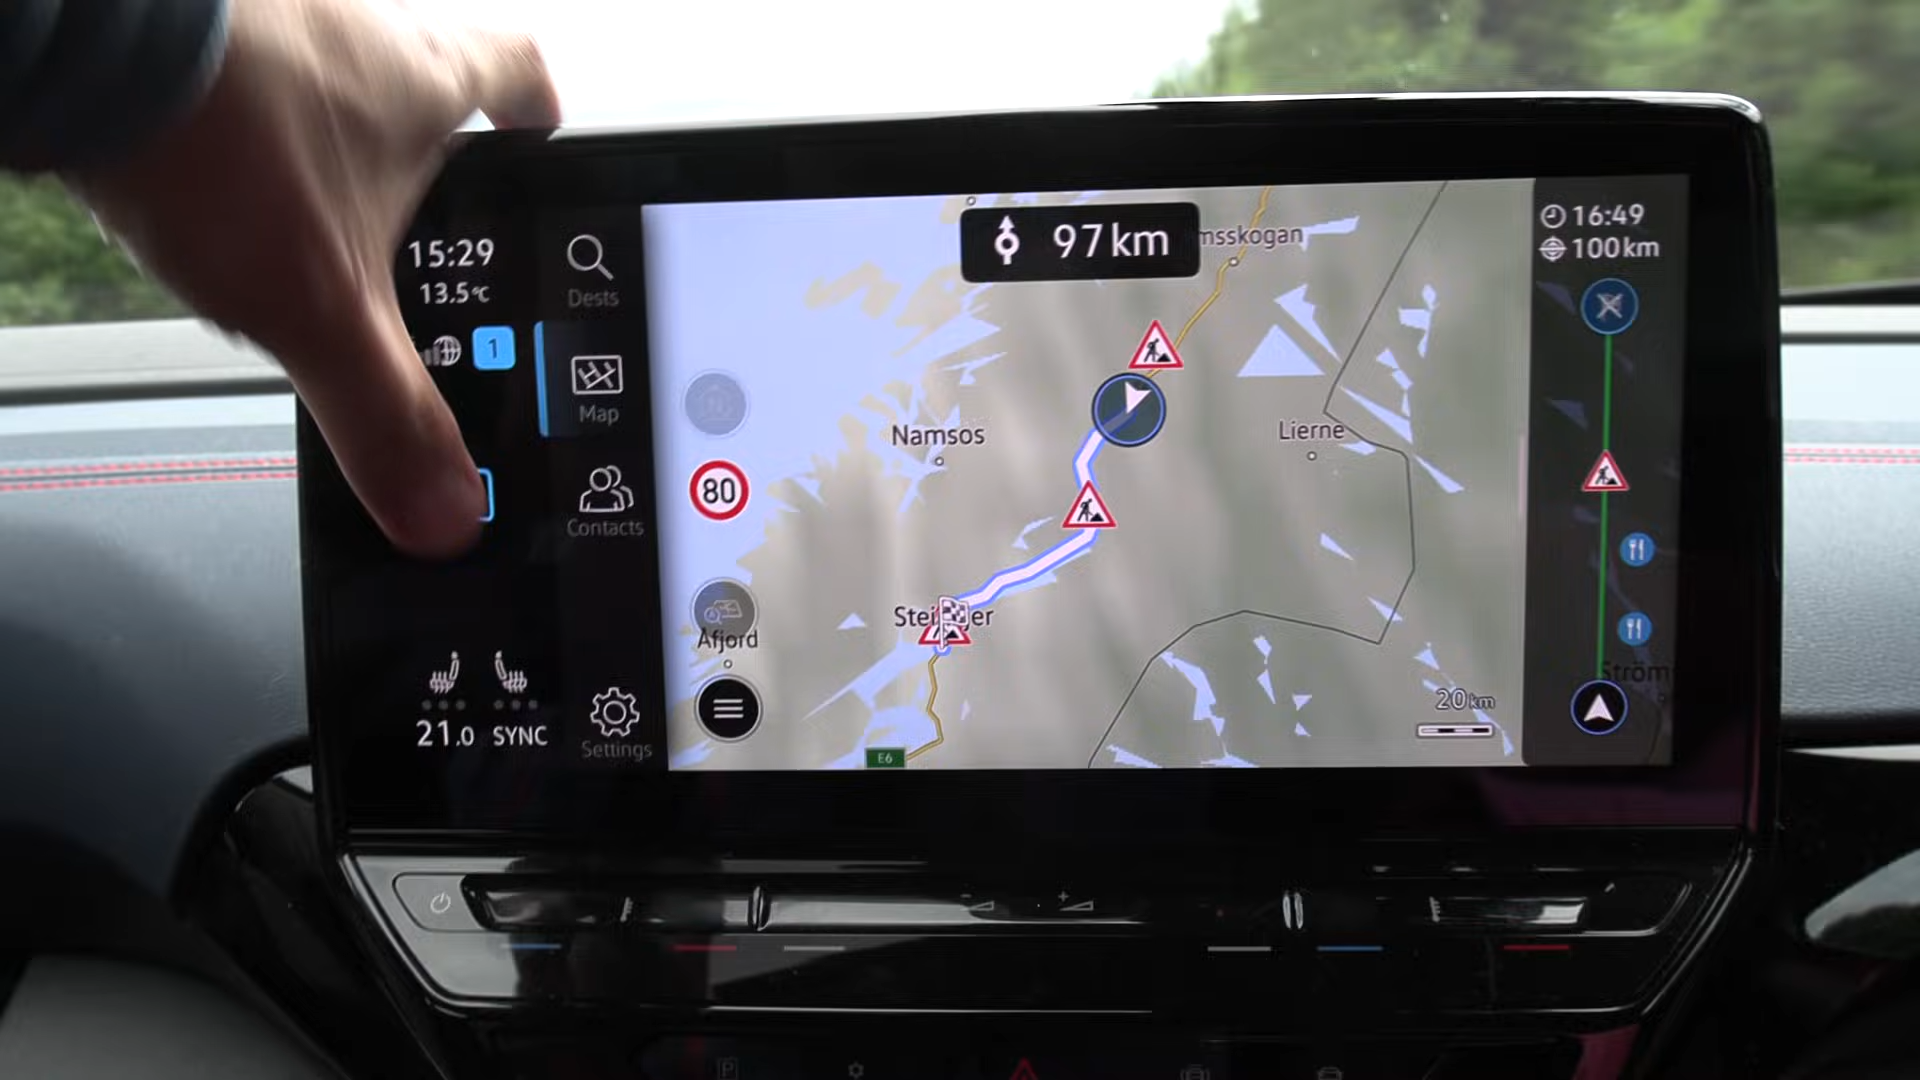 15:29
13.5°C
1
Dests
Map
Contacts
Settings
21.0 SYNC
97 km
msskogan
16:49
100 km
Namsos
Lierne
80
Åfjord
20 km
E6
P